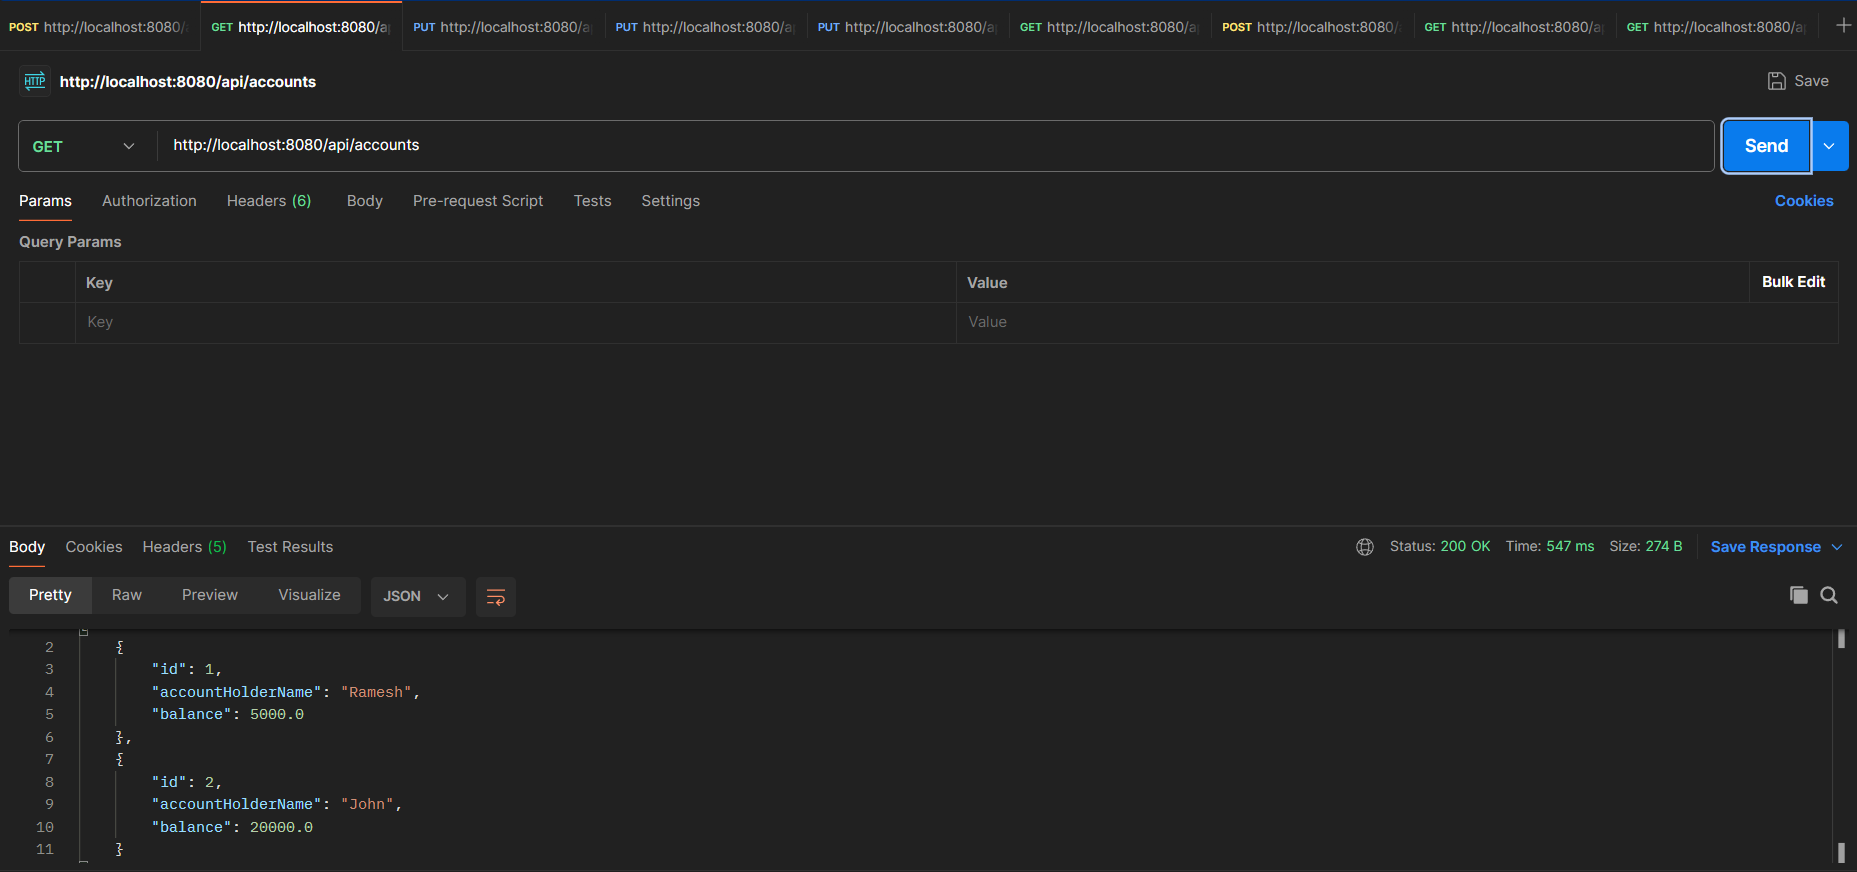 POST http://localhost:8080/ GET http://localhost:8080/a PUT http://localhost:8080/a PUT http://localhost:8080/a PUT http://localhost:8080/a GET http://localhost:8080/a POST http://localhost:8080/ GET http://localhost:8080/a GET http://localhost:8080/a
HTTP http://localhost:8080/api/accounts Save
GET http://localhost:8080/api/accounts Send
Params Authorization Headers (6) Body Pre-request Script Tests Settings Cookies
Query Params
Key Value Bulk Edit
Key Value
Body Cookies Headers (5) Test Results Status: 200 OK Time: 547 ms Size: 274 B Save Response
Pretty Raw Preview Visualize JSON
2 {
3 "id": 1,
4 "accountHolderName": "Ramesh",
5 "balance": 5000.0
6 },
7 {
8 "id": 2,
9 "accountHolderName": "John",
10 "balance": 20000.0
11 }